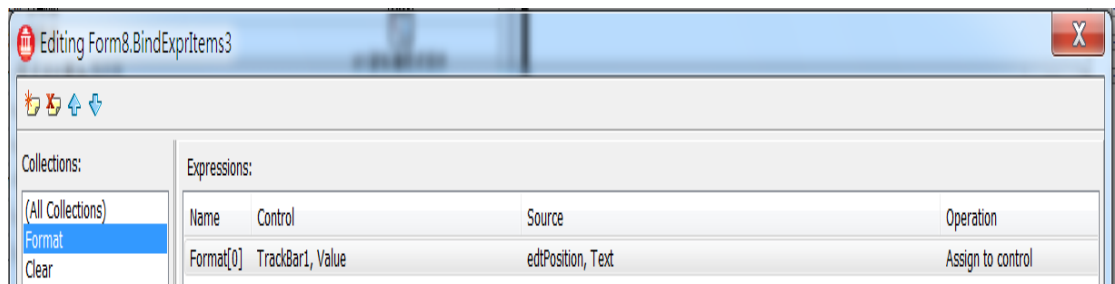 Editing Form8.BindExprItems3
X
Collections:
Expressions:
(All Collections)
Format
Clear
Name Control Source Operation
Format[0] TrackBar1, Value edtPosition, Text Assign to control